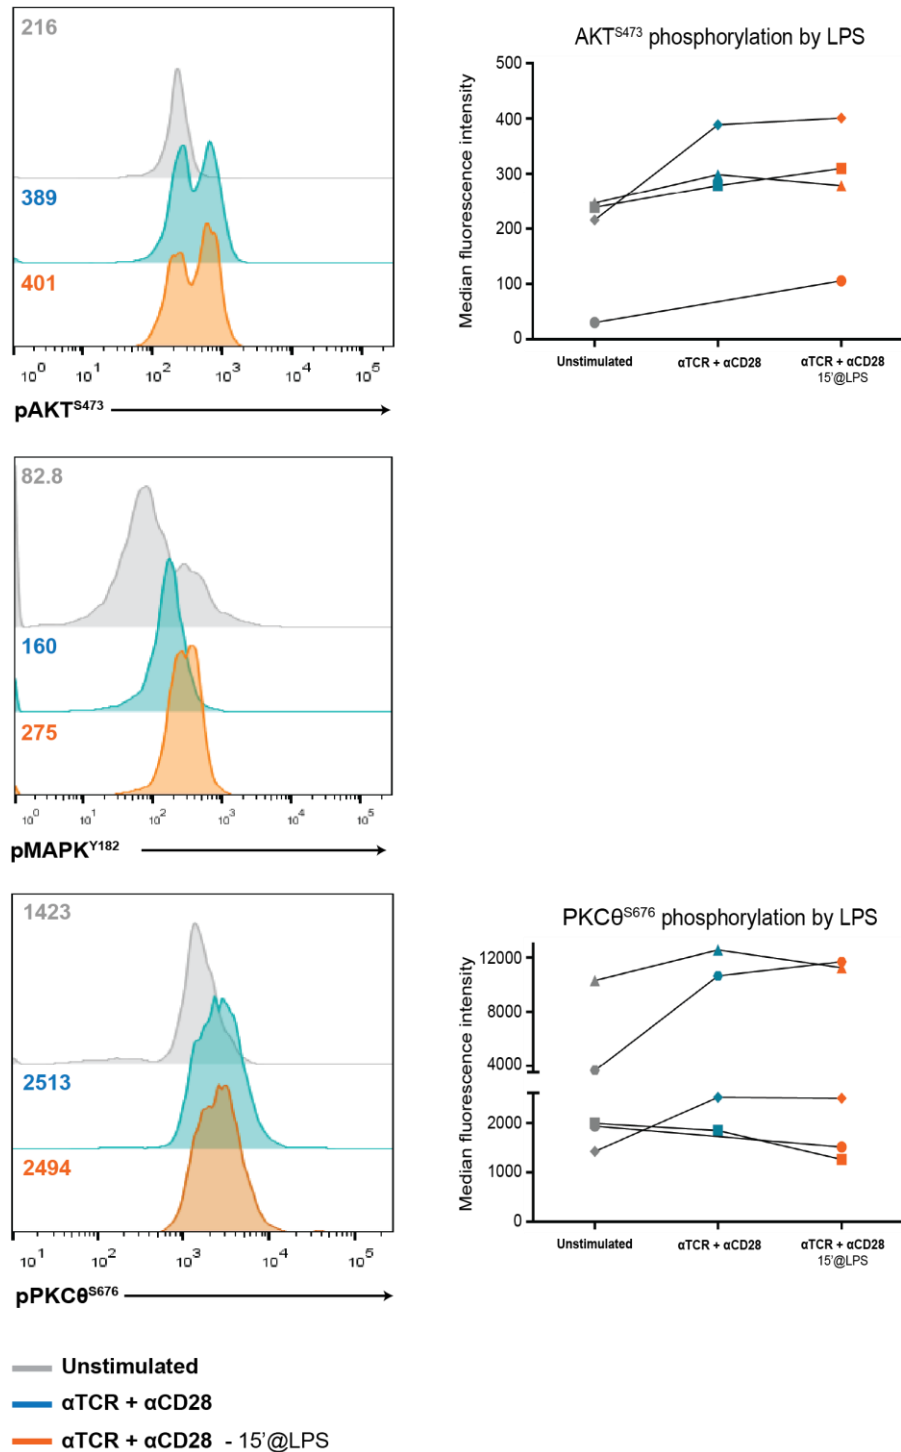 216
389
401
10⁰ 10¹ 10² 10³ 10⁴ 10⁵
pAKTS473
AKTS473 phosphorylation by LPS
Median fluorescence intensity
500
400
300
200
100
0
Unstimulated
αTCR + αCD28
αTCR + αCD28
15'@LPS
82.8
160
275
10⁰ 10¹ 10² 10³ 10⁴ 10⁵
pMAPKY182
1423
2513
2494
10¹ 10² 10³ 10⁴ 10⁵
pPKCθS676
PKCθS676 phosphorylation by LPS
Median fluorescence intensity
12000
8000
4000
2000
1000
0
Unstimulated
αTCR + αCD28
αTCR + αCD28
15'@LPS
Unstimulated
αTCR + αCD28
αTCR + αCD28 - 15'@LPS